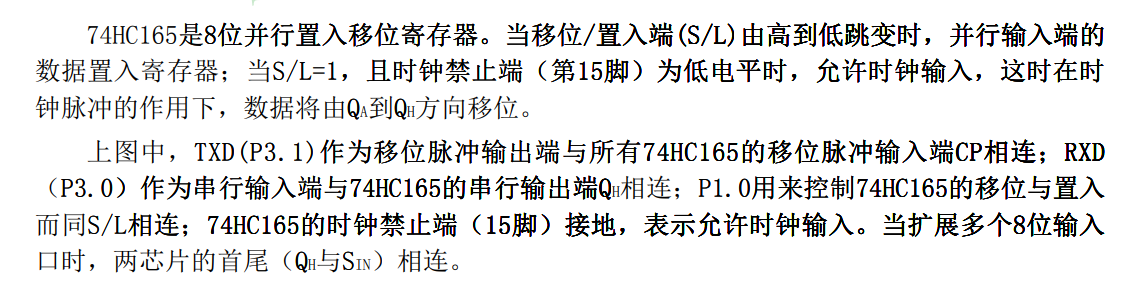 74HC165是8位并行置入移位寄存器。当移位/置入端(S/L)由高到低跳变时，并行输入端的
数据置入寄存器；当S/L=1，且时钟禁止端（第15脚）为低电平时，允许时钟输入，这时在时
钟脉冲的作用下，数据将由QA到QH方向移位。
上图中，TXD(P3.1)作为移位脉冲输出端与所有74HC165的移位脉冲输入端CP相连；RXD
（P3.0）作为串行输入端与74HC165的串行输出端QH相连；P1.0用来控制74HC165的移位与置入
而同S/L相连；74HC165的时钟禁止端（15脚）接地，表示允许时钟输入。当扩展多个8位输入
口时，两芯片的首尾（QH与SIN）相连。